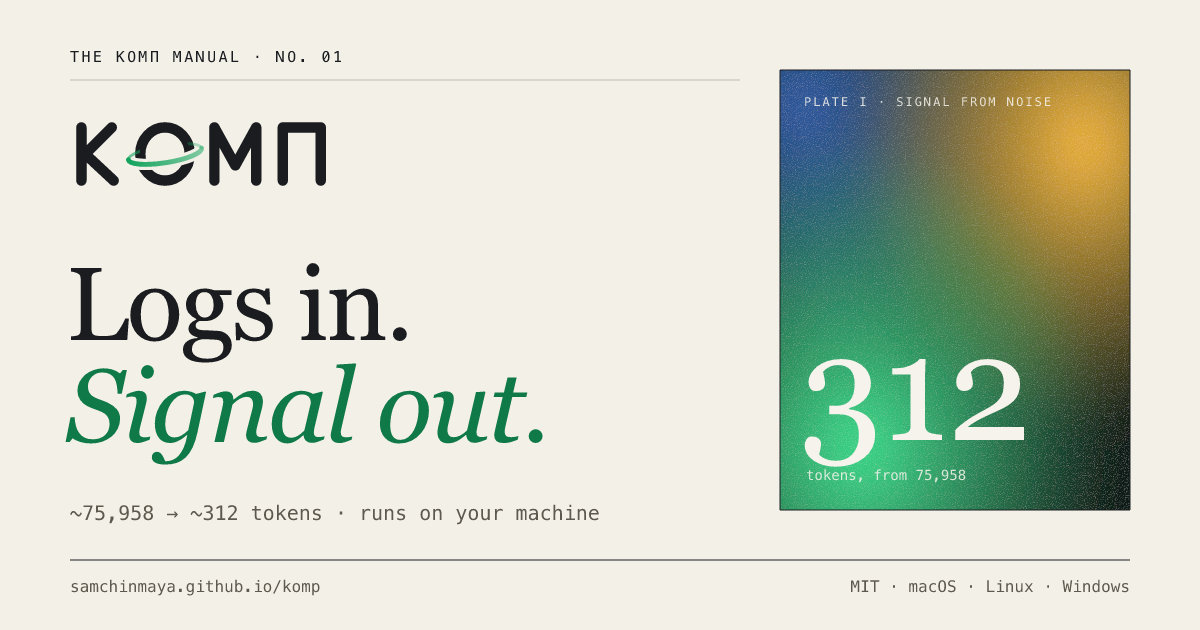 THE KOMΠ MANUAL · NO. 01
KOMΠ
Logs in.
Signal out.
~75,958 → ~312 tokens · runs on your machine
PLATE I · SIGNAL FROM NOISE
312
tokens, from 75,958
samchinmaya.github.io/komp
MIT · macOS · Linux · Windows